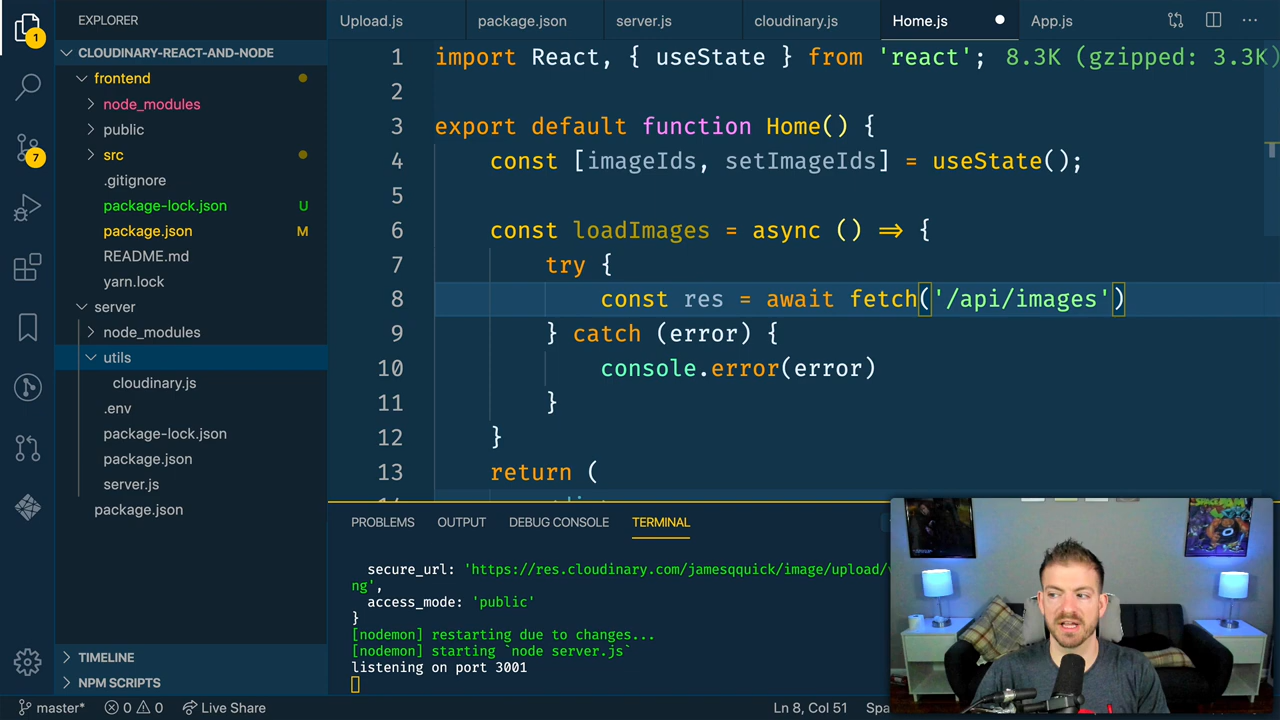 EXPLORER
CLOUDINARY-REACT-AND-NODE
frontend
node_modules
public
src
.gitignore
package-lock.json U
package.json M
README.md
yarn.lock
server
node_modules
utils
cloudinary.js
.env
package-lock.json
package.json
server.js
package.json
TIMELINE
NPM SCRIPTS
1
7
Upload.js
package.json
server.js
cloudinary.js
Home.js
App.js
1 import React, { useState } from 'react'; 8.3K (gzipped: 3.3K)
2
3 export default function Home() {
4 const [imageIds, setImageIds] = useState();
5
6 const loadImages = async () => {
7 try {
8 const res = await fetch('/api/images')
9 } catch (error) {
10 console.error(error)
11 }
12 }
13 return (
PROBLEMS OUTPUT DEBUG CONSOLE TERMINAL
secure_url: 'https://res.cloudinary.com/jamesqquick/image/upload/
ng',
access_mode: 'public'
}
[nodemon] restarting due to changes...
[nodemon] starting `node server.js`
listening on port 3001
master* 0 0 Live Share
Ln 8, Col 51